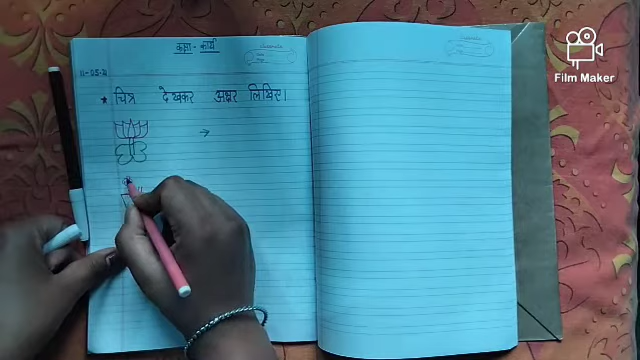 कक्षा - कार्य
★ चित्र देखकर अक्षर लिखिए।
→
Film Maker